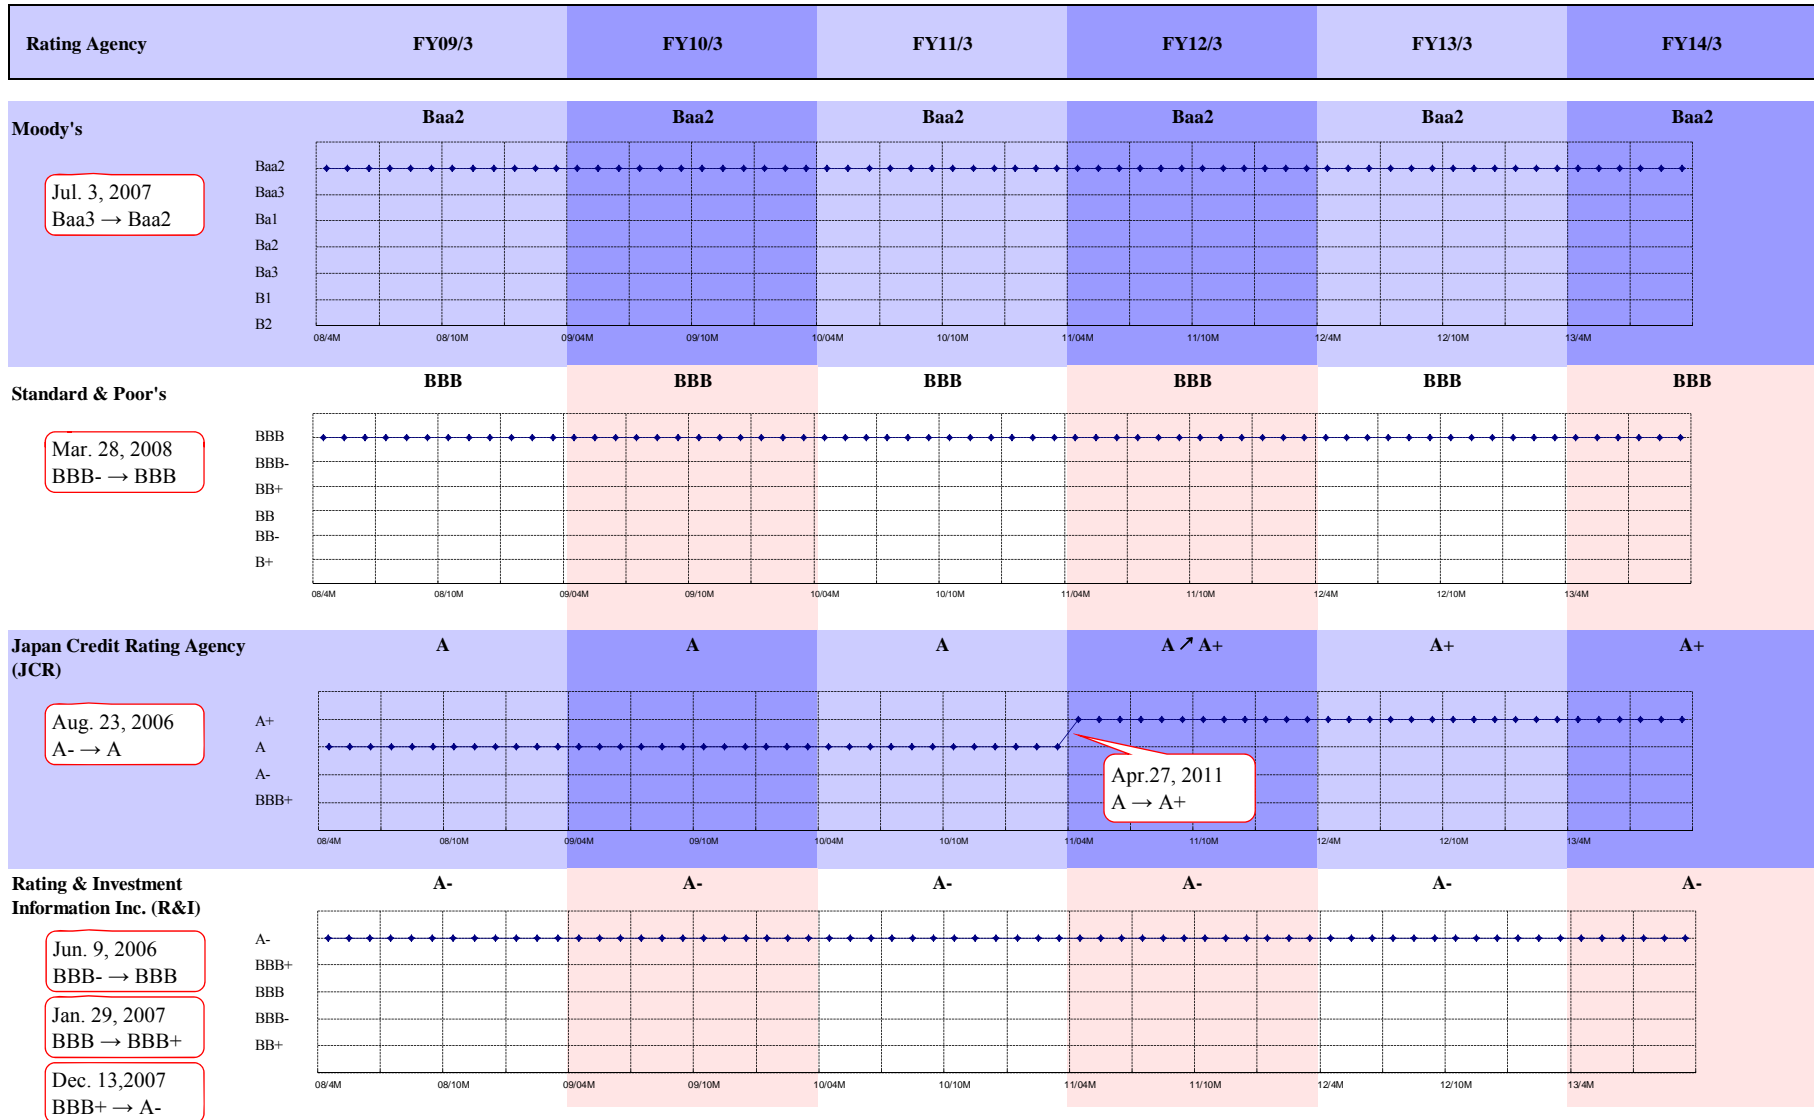 Rating Agency FY09/3 FY10/3 FY11/3 FY12/3 FY13/3 FY14/3
Moody's
Baa2 Baa2 Baa2 Baa2 Baa2 Baa2
Jul. 3, 2007
Baa3 → Baa2
Baa2
Baa3
Ba1
Ba2
Ba3
B1
B2
08/4M 08/10M 09/04M 09/10M 10/04M 10/10M 11/04M 11/10M 12/4M 12/10M 13/4M
Standard & Poor's
BBB BBB BBB BBB BBB BBB
Mar. 28, 2008
BBB- → BBB
BBB
BBB-
BB+
BB
BB-
B+
08/4M 08/10M 09/04M 09/10M 10/04M 10/10M 11/04M 11/10M 12/4M 12/10M 13/4M
Japan Credit Rating Agency
(JCR)
A A A A ↗ A+ A+ A+
Aug. 23, 2006
A- → A
A+
A
A-
BBB+
Apr.27, 2011
A → A+
08/4M 08/10M 09/04M 09/10M 10/04M 10/10M 11/04M 11/10M 12/4M 12/10M 13/4M
Rating & Investment
Information Inc. (R&I)
A- A- A- A- A- A-
Jun. 9, 2006
BBB- → BBB
Jan. 29, 2007
BBB → BBB+
Dec. 13,2007
BBB+ → A-
A-
BBB+
BBB
BBB-
BB+
08/4M 08/10M 09/04M 09/10M 10/04M 10/10M 11/04M 11/10M 12/4M 12/10M 13/4M